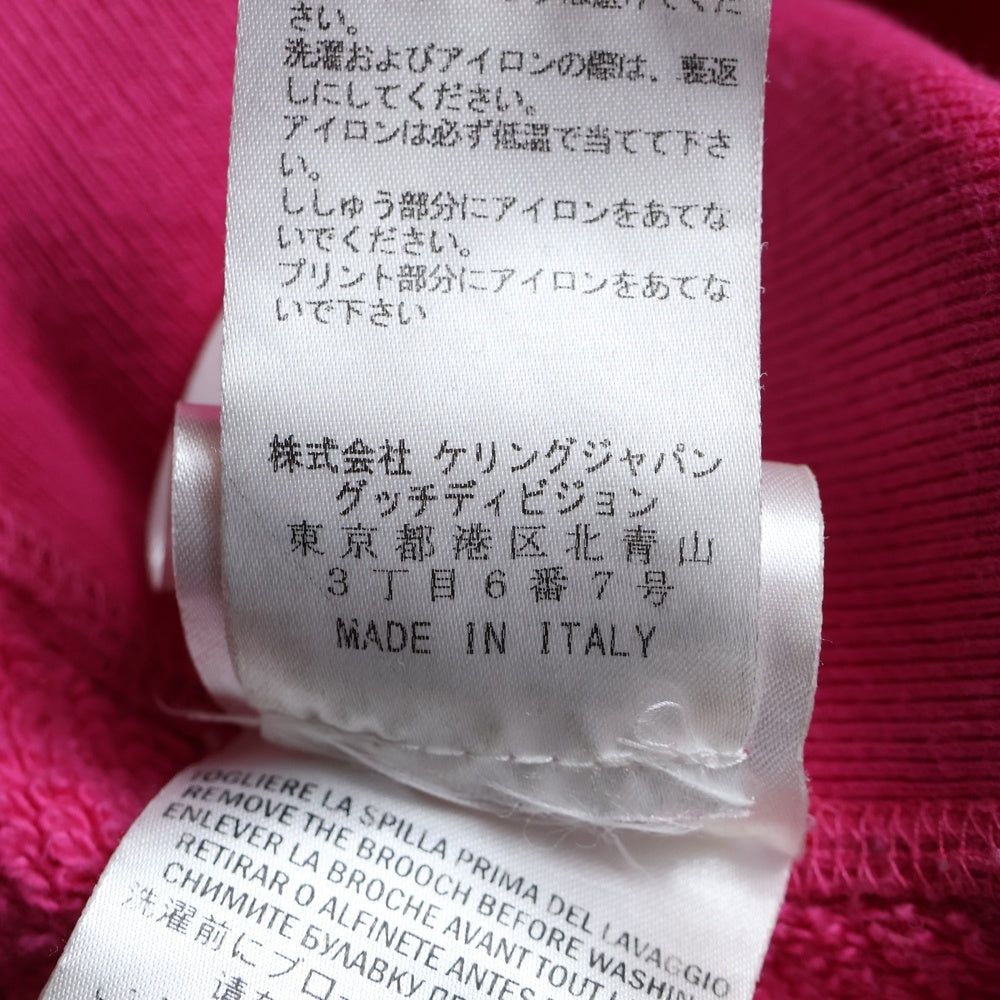 さい。
洗濯およびアイロンの際は、裏返
しにしてください。
アイロンは必ず低温で当てて下さ
い。
ししゅう部分にアイロンをあてな
いでください。
プリント部分にアイロンをあてな
いで下さい
株式会社 ケリングジャパン
グッチディビジョン
東京都港区北青山
3丁目6番7号
MADE IN ITALY
TOGLIERE LA SPILLA PRIMA DEL LAVAGGIO
REMOVE THE BROOCH BEFORE WASHIN
ENLEVER LA BROCHE AVANT TOUT L
RETIRAR O ALFINETE ANTES
СНИМИТЕ БУЛАВКУ
洗濯前にブロー
请